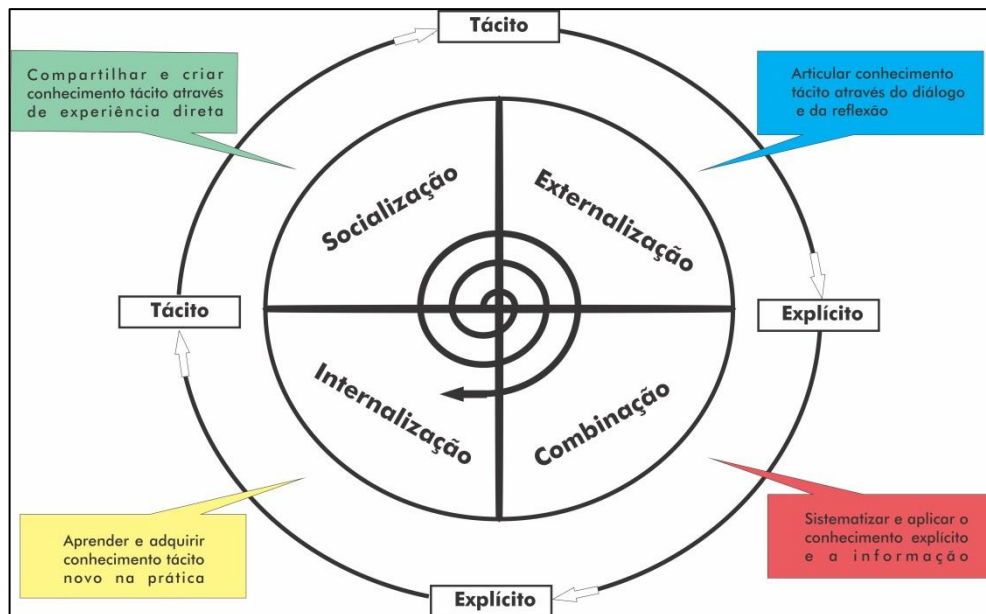 Tácito
Compartilhar e criar
conhecimento tácito através
de experiência direta
Articular conhecimento
tácito através do diálogo
e da reflexão
Socialização
Externalização
Tácito
Explícito
Internalização
Combinação
Aprender e adquirir
conhecimento tácito
novo na prática
Sistematizar e aplicar o
conhecimento explícito
e a informação
Explícito